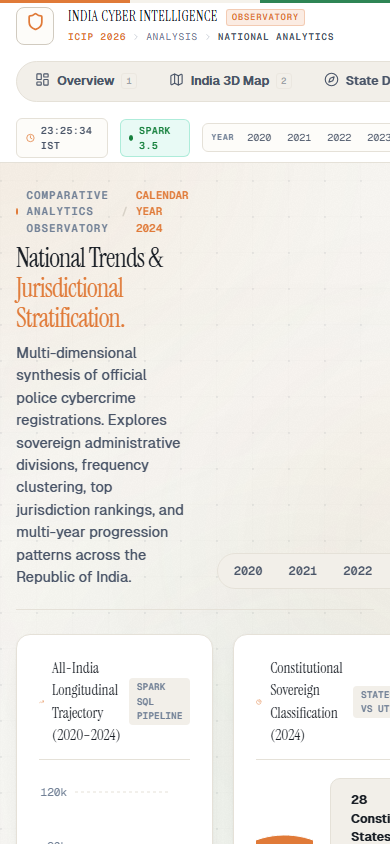 INDIA CYBER INTELLIGENCE OBSERVATORY
ICIP 2026 > ANALYSIS > NATIONAL ANALYTICS
Overview 1 India 3D Map 2 State D
23:25:34 IST
SPARK 3.5
YEAR 2020 2021 2022 2023
COMPARATIVE ANALYTICS OBSERVATORY / CALENDAR YEAR 2024
National Trends &
Jurisdictional
Stratification.
Multi-dimensional
synthesis of official
police cybercrime
registrations. Explores
sovereign administrative
divisions, frequency
clustering, top
jurisdiction rankings, and
multi-year progression
patterns across the
Republic of India.
2020 2021 2022
All-India
Longitudinal
Trajectory
(2020–2024)
SPARK
SQL
PIPELINE
120k
Constitutional
Sovereign
Classification
(2024)
STATE
VS UT
28
Consti
States